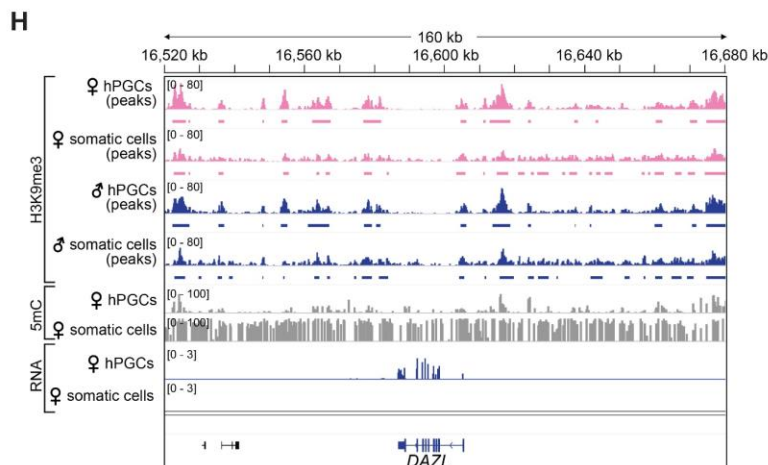 H
160 kb
16,520 kb 16,560 kb 16,600 kb 16,640 kb 16,680 kb
H3K9me3
♀ hPGCs
(peaks)
[0 - 80]
♀ somatic cells
(peaks)
[0 - 80]
♂ hPGCs
(peaks)
[0 - 80]
♂ somatic cells
(peaks)
[0 - 80]
5mC
♀ hPGCs
[0 - 100]
♀ somatic cells
[0 - 100]
RNA
♀ hPGCs
[0 - 3]
♀ somatic cells
[0 - 3]
DAZL